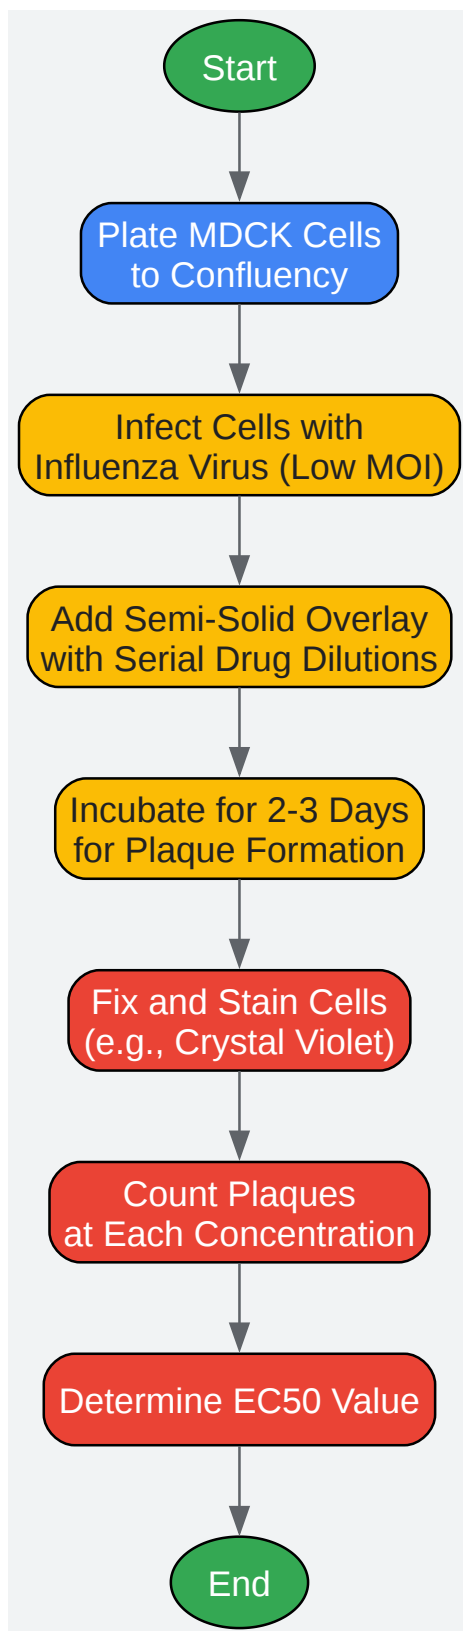 Start
Plate MDCK Cells
to Confluency
Infect Cells with
Influenza Virus (Low MOI)
Add Semi-Solid Overlay
with Serial Drug Dilutions
Incubate for 2-3 Days
for Plaque Formation
Fix and Stain Cells
(e.g., Crystal Violet)
Count Plaques
at Each Concentration
Determine EC50 Value
End